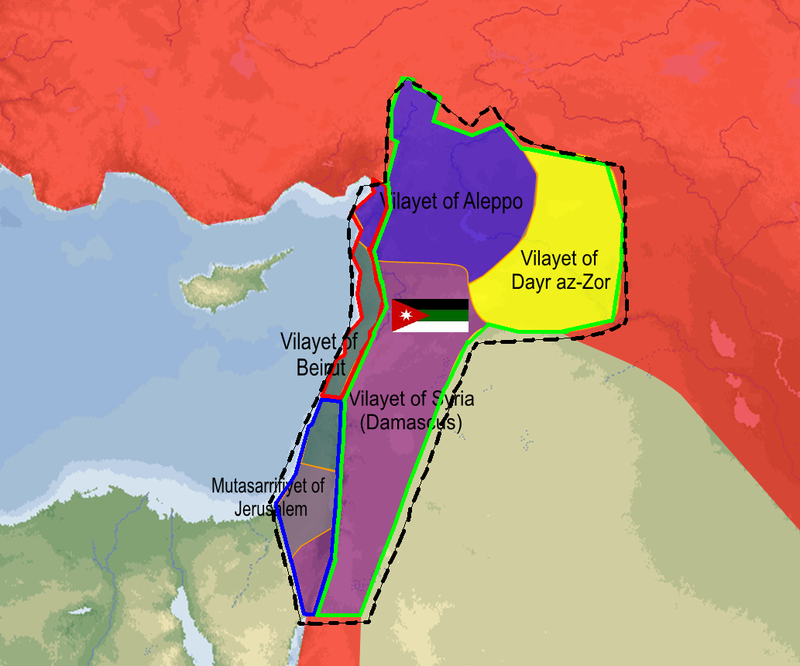 Vilayet of Aleppo
Vilayet of
Dayr az-Zor
Vilayet of
Beirut
Vilayet of Syria
(Damascus)
Mutasarrifiyet of
Jerusalem